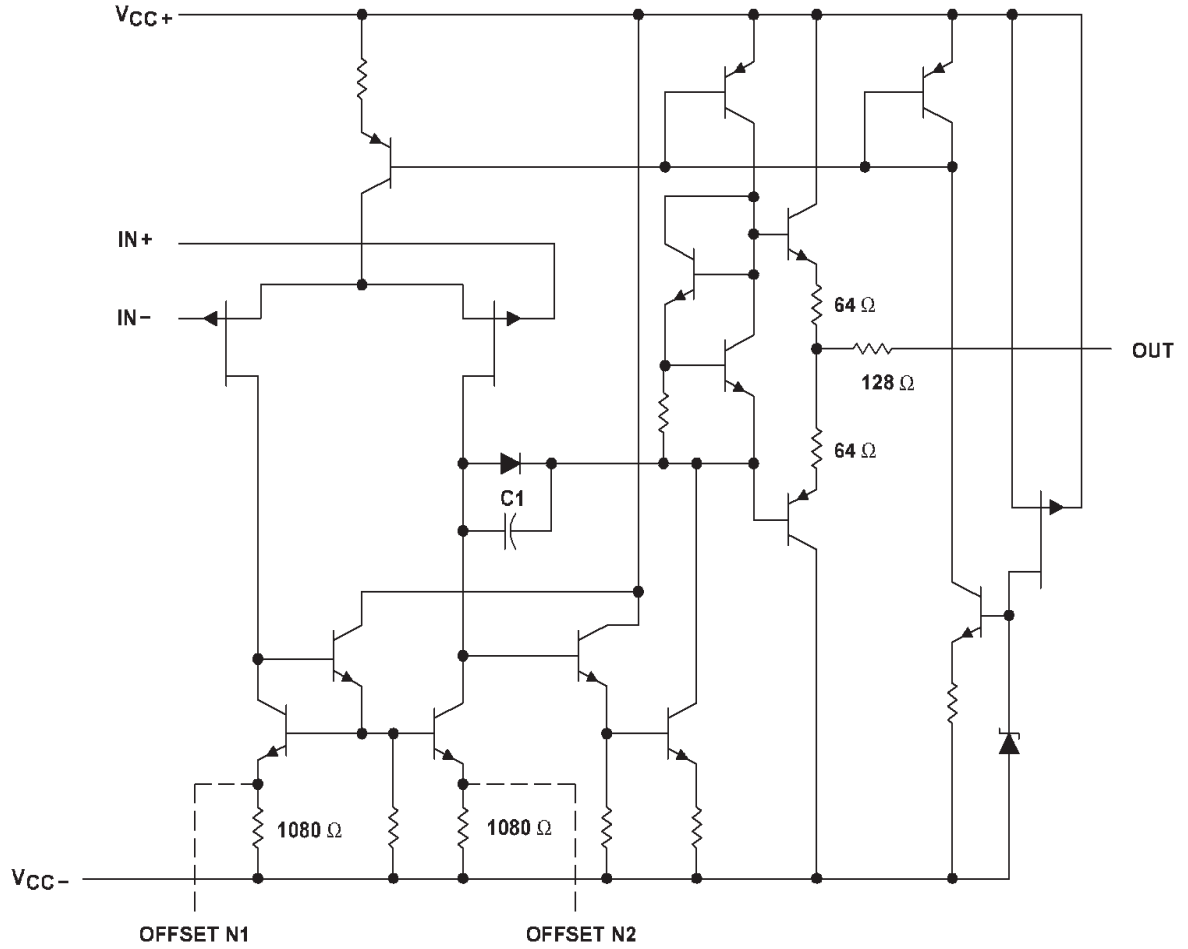 VCC+
IN+
IN−
64 Ω
OUT
128 Ω
64 Ω
C1
1080 Ω
1080 Ω
VCC−
OFFSET N1
OFFSET N2